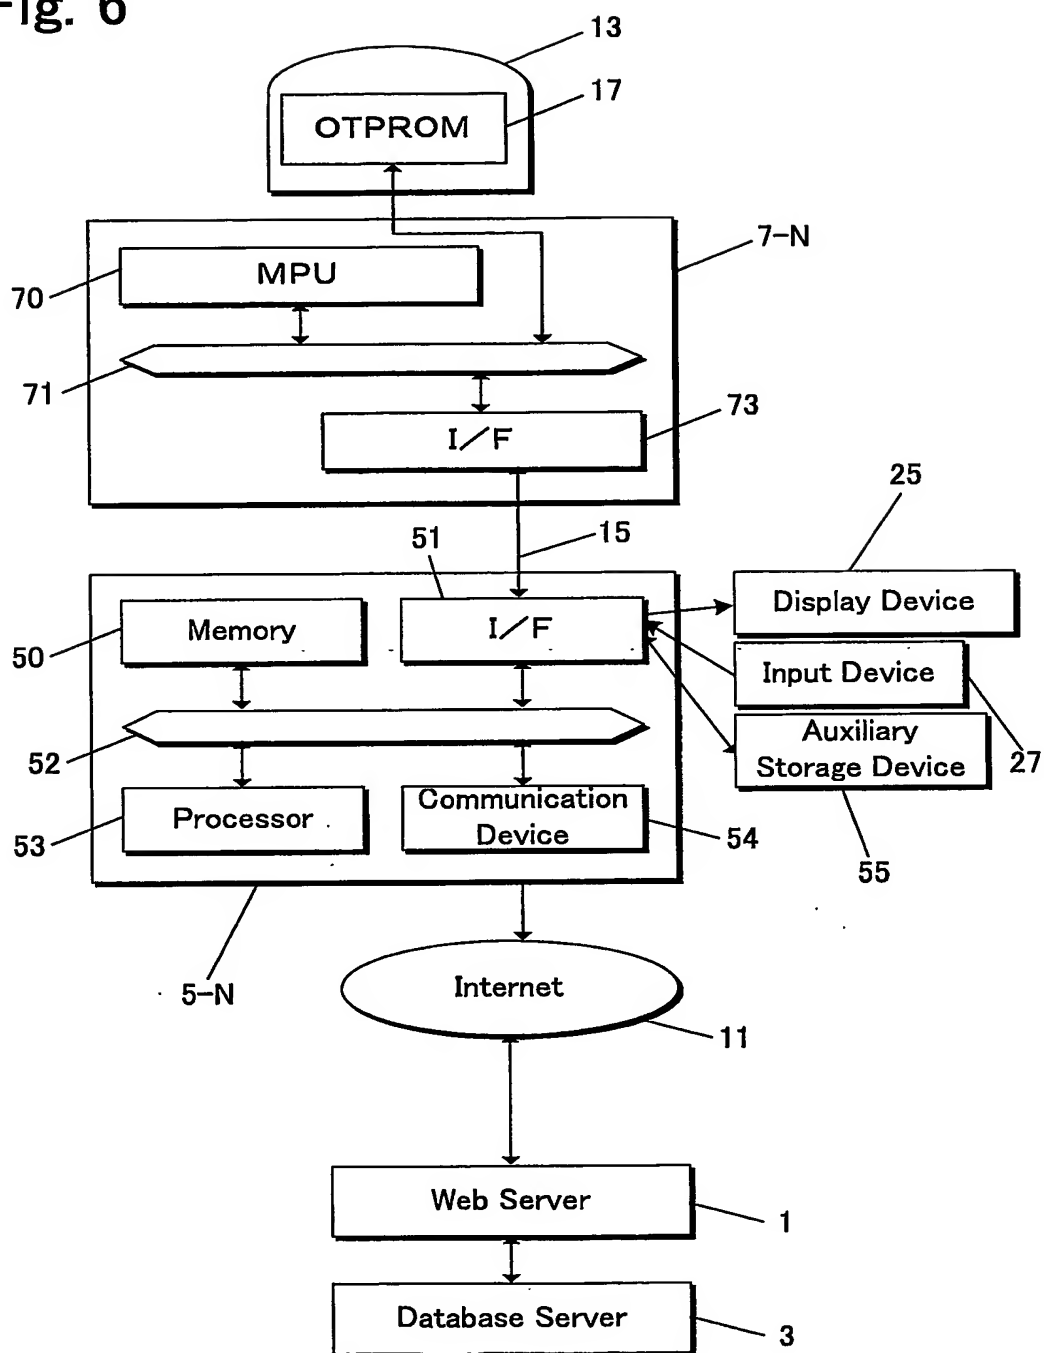 Fig. 6
13
17
OTPROM
7-N
MPU
70
71
73
I/F
25
15
51
Display Device
Memory
I/F
50
Input Device
Auxiliary
Storage Device
27
52
Communication
Device
Processor
53
54
55
Internet
5-N
11
Web Server
1
Database Server
3